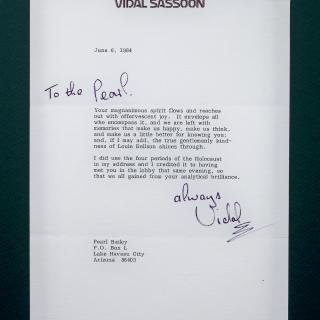 VIDAL SASSOON
June 6, 1984
To the Pearl.
Your magnanimous spirit flows and reaches
out with effervescent joy. It envelops all
who encompass it, and we are left with
memories that make us happy, make us think,
and make us a little better for knowing you;
and, if I may add, the true gentlemanly kind-
ness of Louie Bellson shines through.
I did use the four periods of the Holocaust
in my address and I credited it to having
met you in the lobby that same evening, so
that we all gained from your analytical brilliance.
always
Vidal
Pearl Bailey
P.O. Box L
Lake Havasu City
Arizona 86403